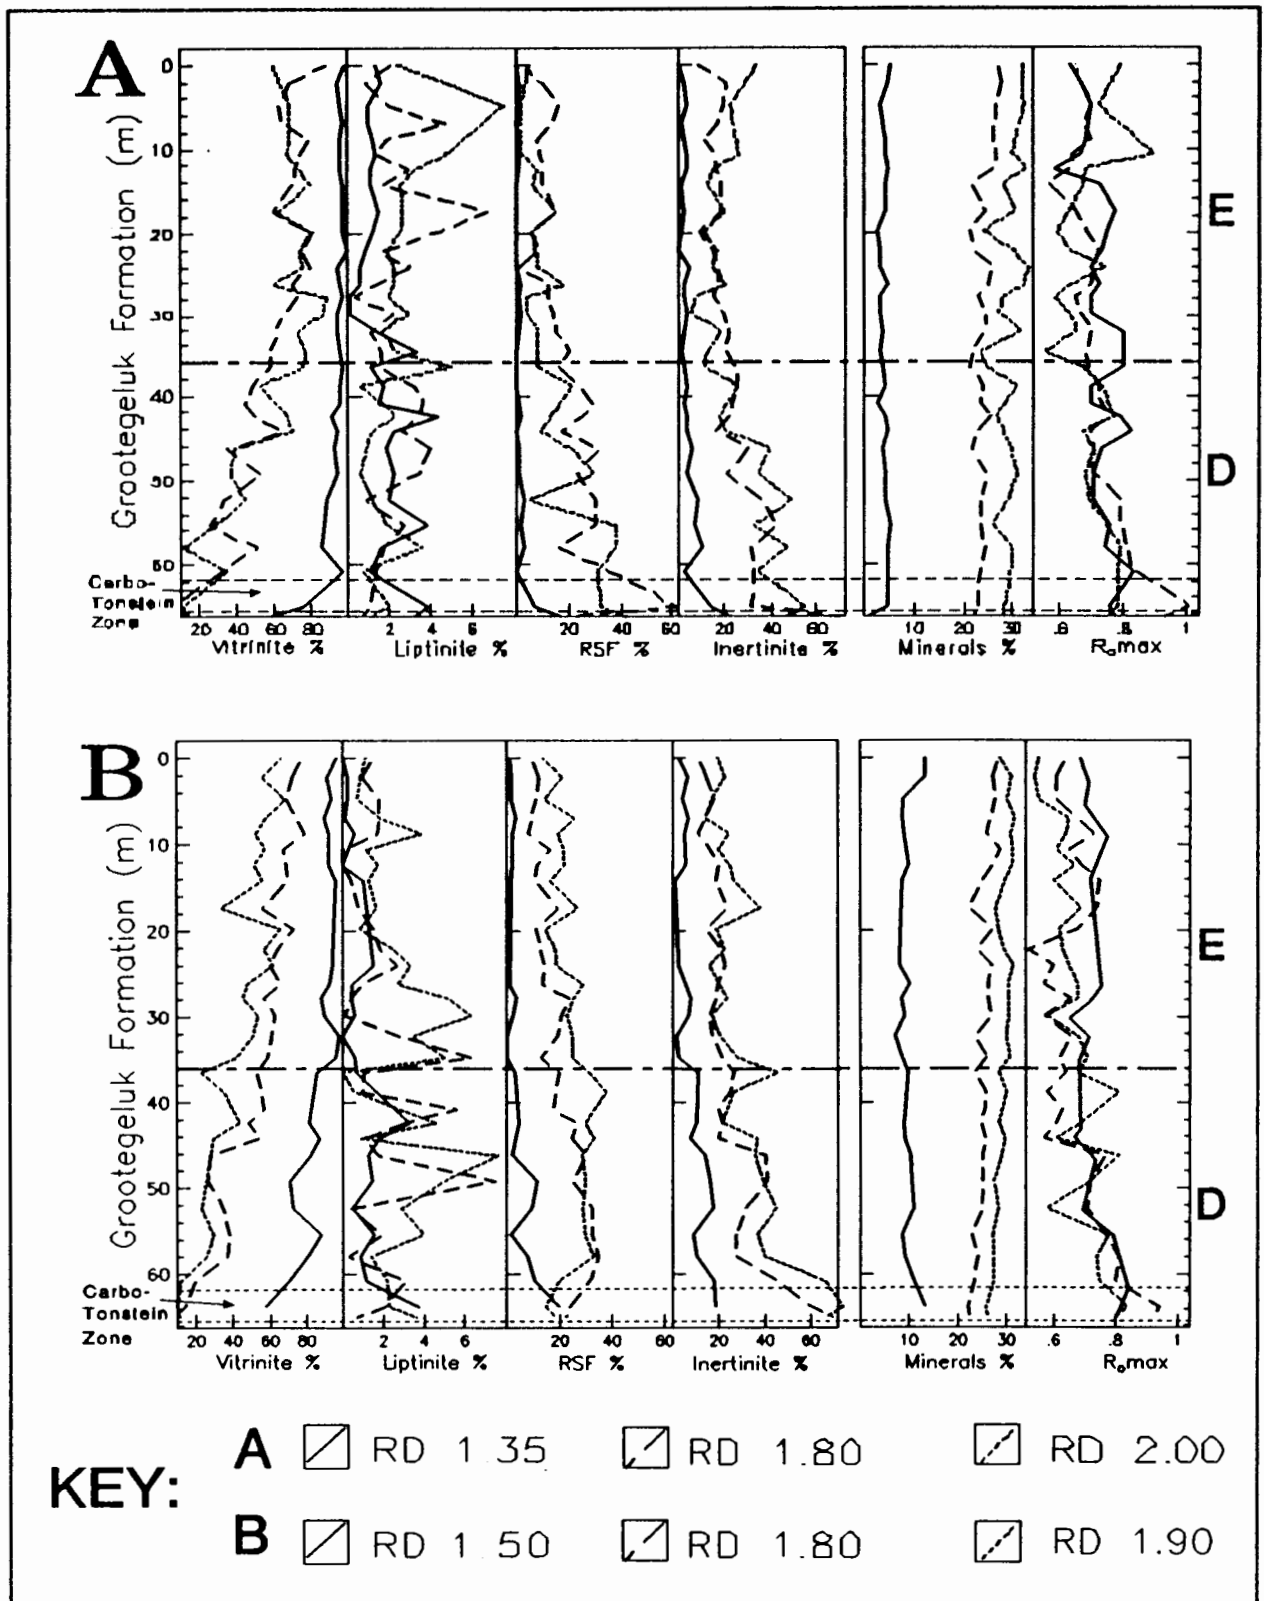 A
Grootegeluk Formation (m)
0
10
20
30
40
50
60
Carbo-
Tonstein
Zone
E
D
20 40 60 80
2 4 6
20 40 60
20 40 60
10 20 30
.6 .8 1
Vitrinite %
Liptinite %
RSF %
Inertinite %
Minerals %
Romax
B
Grootegeluk Formation (m)
0
10
20
30
40
50
60
Carbo-
Tonstein
Zone
E
D
20 40 60 80
2 4 6
20 40 60
20 40 60
10 20 30
.6 .8 1
Vitrinite %
Liptinite %
RSF %
Inertinite %
Minerals %
Romax
KEY:
A RD 1.35 RD 1.80 RD 2.00
B RD 1.50 RD 1.80 RD 1.90